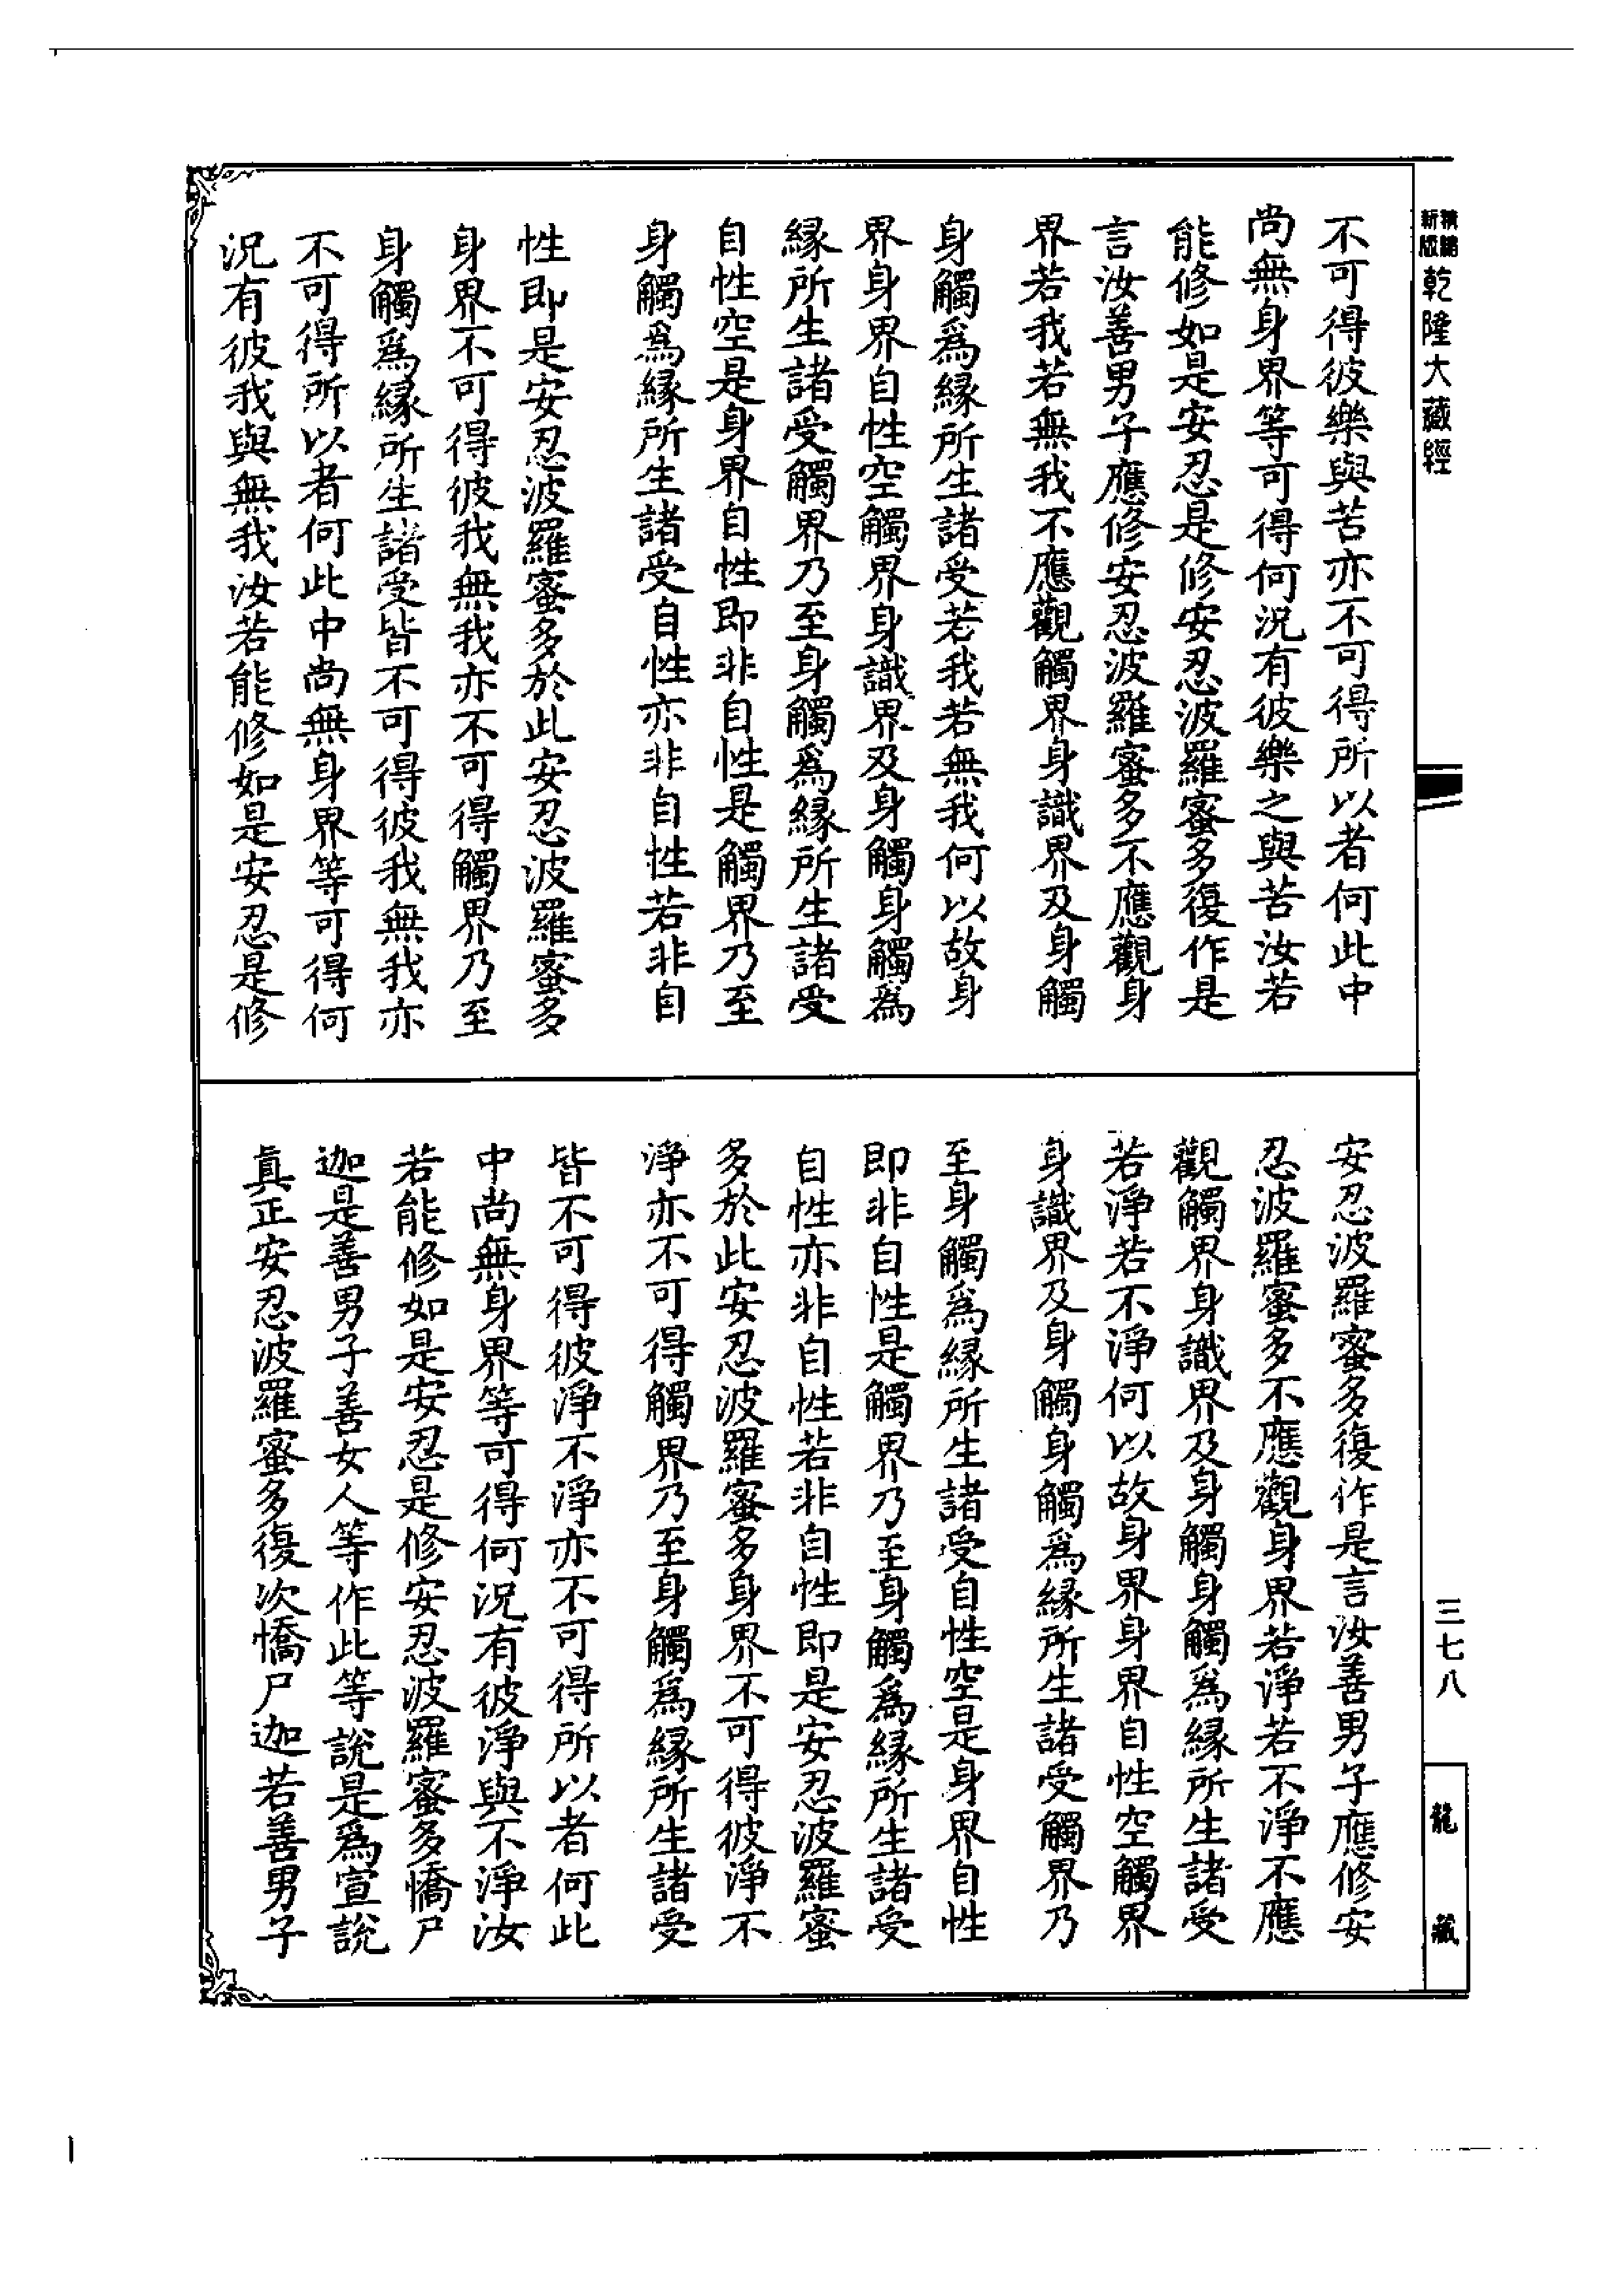 新版 精縮 乾隆大藏經
不可得彼樂與苦亦不可得所以者何此中
尚無身界等可得何況有彼樂之與苦汝若
能修如是安忍是修安忍波羅蜜多復作是
言汝善男子應修安忍波羅蜜多不應觀身
界若我若無我不應觀觸界身識界及身觸
身觸爲縁所生諸受若我若無我何以故身
界身界自性空觸界身識界及身觸身觸爲
縁所生諸受觸界乃至身觸爲縁所生諸受
自性空是身界自性即非自性是觸界乃至
身觸爲縁所生諸受自性亦非自性若非自
性即是安忍波羅蜜多於此安忍波羅蜜多
身界不可得彼我無我亦不可得觸界乃至
身觸爲縁所生諸受皆不可得彼我無我亦
不可得所以者何此中尚無身界等可得何
況有彼我與無我汝若能修如是安忍是修
安忍波羅蜜多復作是言汝善男子應修安
忍波羅蜜多不應觀身界若淨若不淨不應
觀觸界身識界及身觸身觸爲縁所生諸受
若淨若不淨何以故身界身界自性空觸界
身識界及身觸身觸爲縁所生諸受觸界乃
至身觸爲縁所生諸受自性空是身界自性
即非自性是觸界乃至身觸爲縁所生諸受
自性亦非自性若非自性即是安忍波羅蜜
多於此安忍波羅蜜多身界不可得彼淨不
淨亦不可得觸界乃至身觸爲縁所生諸受
皆不可得彼淨不淨亦不可得所以者何此
中尚無身界等可得何況有彼淨與不淨汝
若能修如是安忍是修安忍波羅蜜多憍尸
迦是善男子善女人等作此等說是爲宣說
眞正安忍波羅蜜多復次憍尸迦若善男子
三七八
龍藏